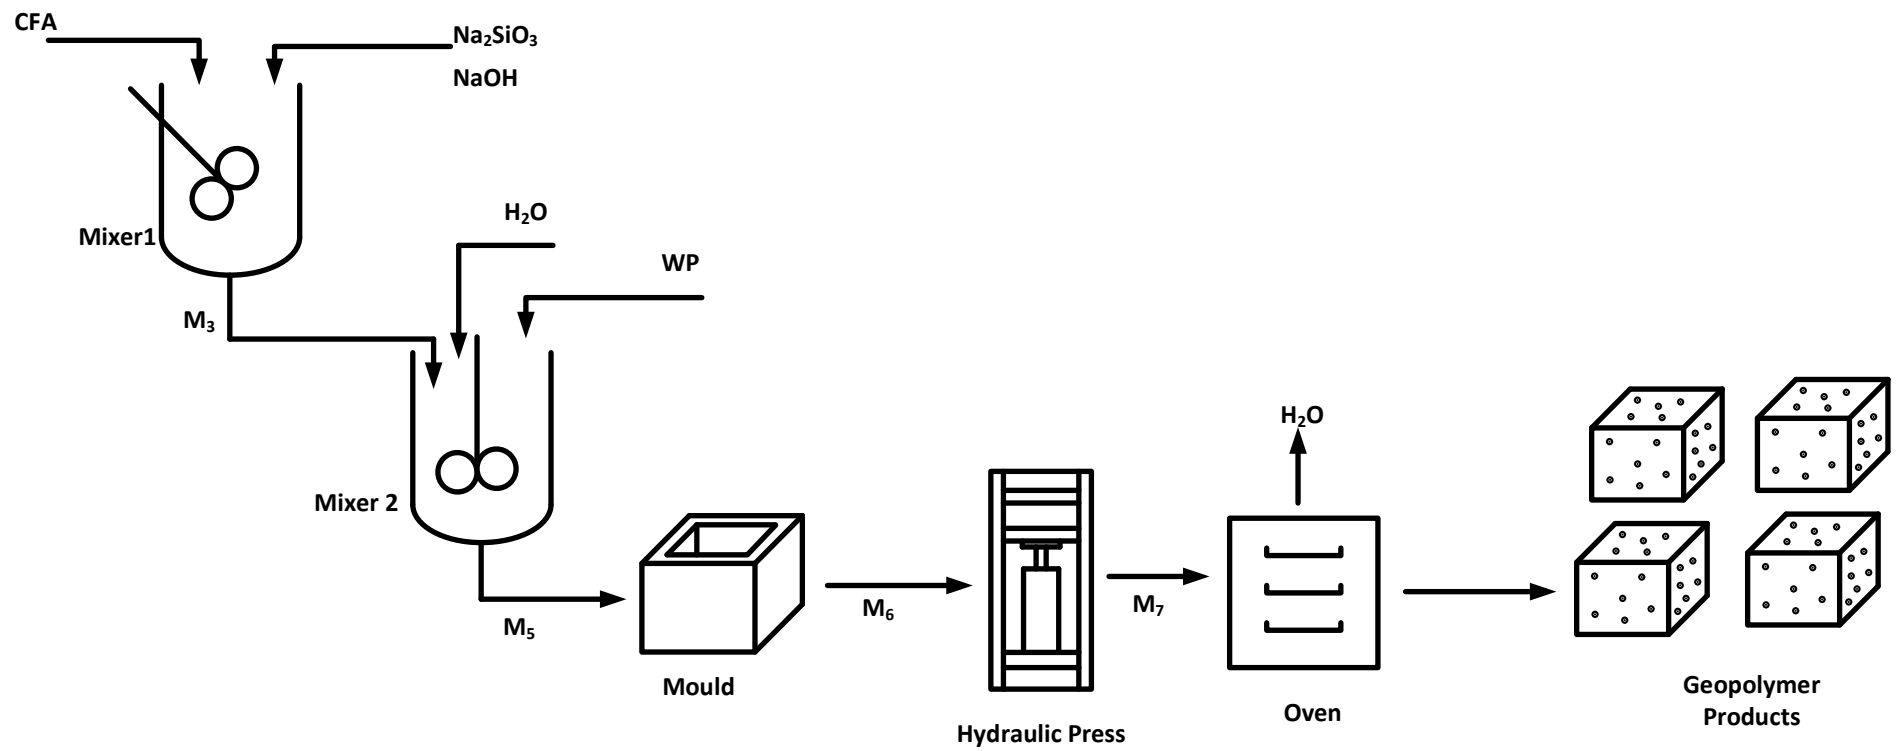 CFA
Na₂SiO₃
NaOH
Mixer1
H₂O
WP
M₃
Mixer 2
M₅
Mould
M₆
Hydraulic Press
M₇
H₂O
Oven
Geopolymer
Products